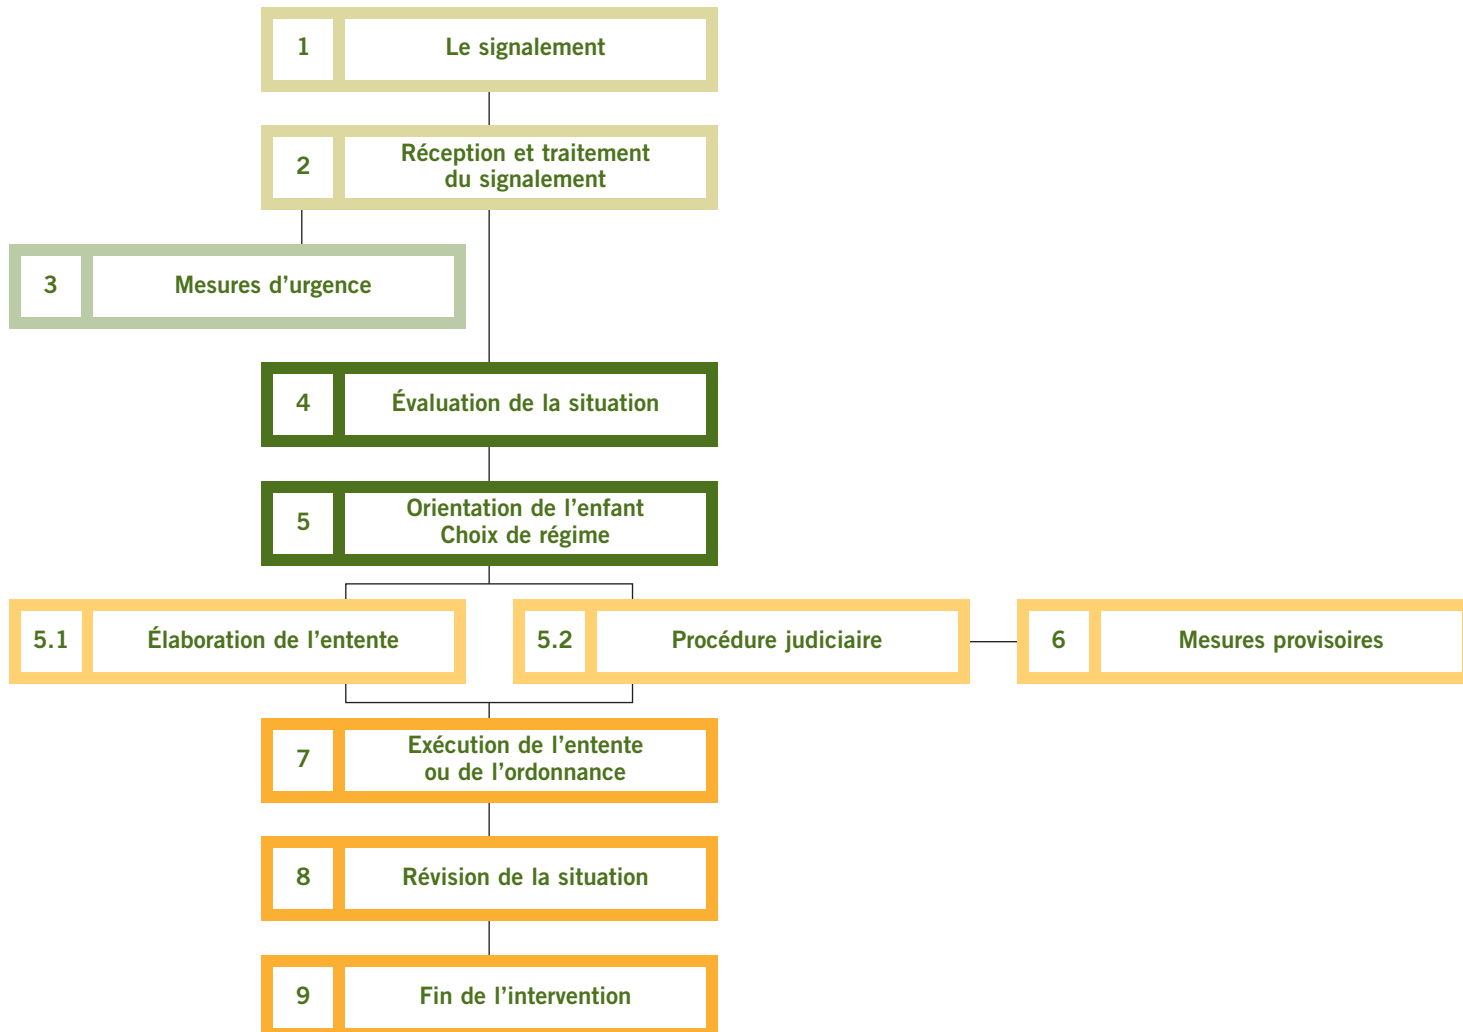 1
Le signalement
2
Réception et traitement
du signalement
3
Mesures d’urgence
4
Évaluation de la situation
5
Orientation de l’enfant
Choix de régime
5.1
Élaboration de l’entente
5.2
Procédure judiciaire
6
Mesures provisoires
7
Exécution de l’entente
ou de l’ordonnance
8
Révision de la situation
9
Fin de l’intervention